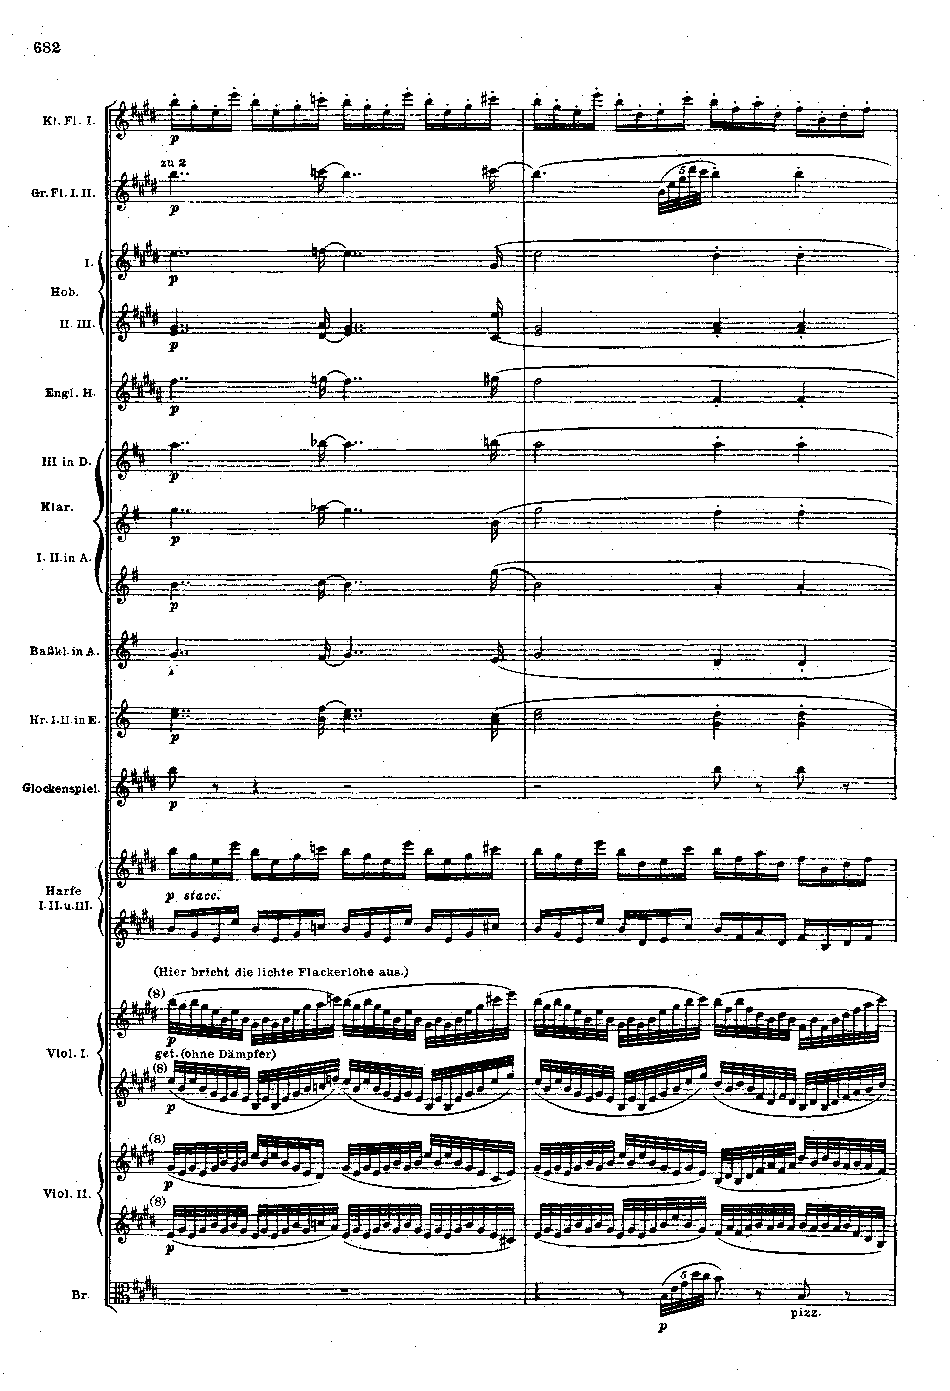 682
Kl. Fl. I.
p
zu 2
Gr. Fl. I. II.
5
p
I.
p
Hob.
II. III.
p
Engl. H.
p
III in D.
p
Klar.
p
I. II. in A.
p
Baßkl. in A.
Hr. I. II. in E.
p
Glockenspiel.
p
Harfe
I. II. u. III.
p stacc.
(Hier bricht die lichte Flackerlohe aus.)
(8)
p
Viol. I.
get. (ohne Dämpfer)
(8)
p
(8)
p
Viol. II.
(8)
p
Br.
5
pizz.
p